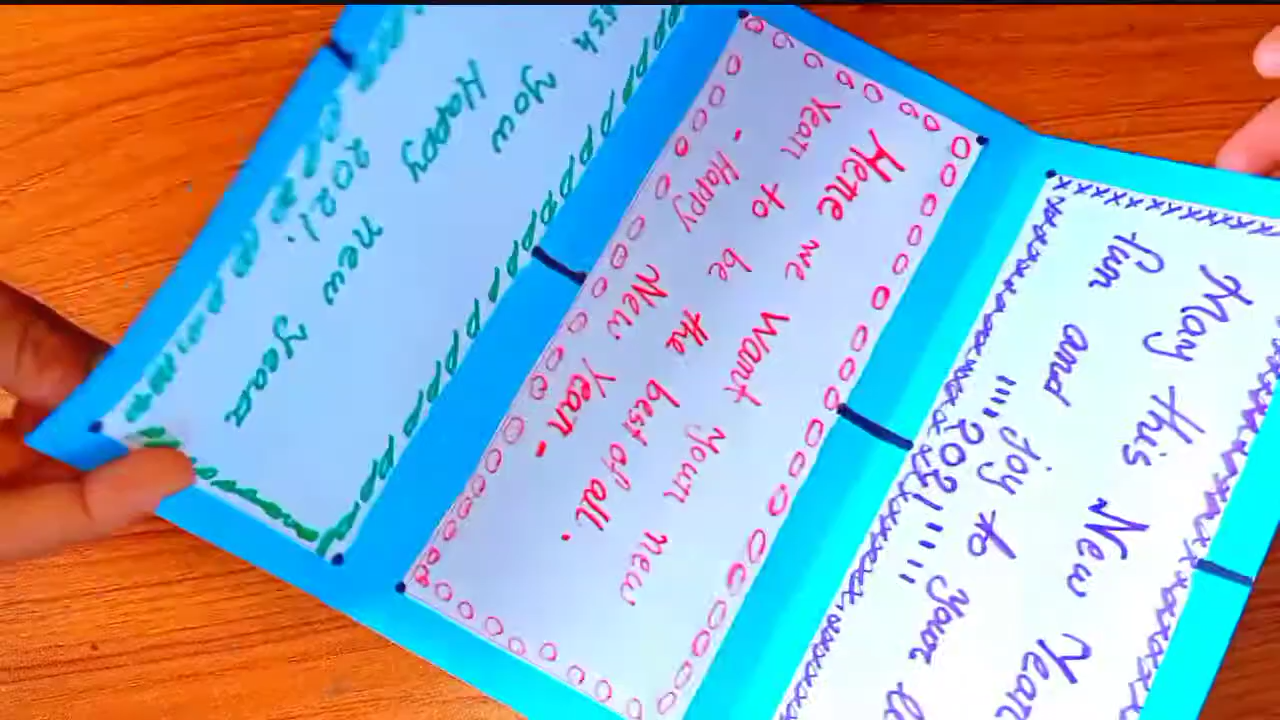 you
Happy new year
2021.
Here we Want your new
Year to be the best of all.
- Happy New Year -
May this New Year
fun and joy to your
"" 2021 ""